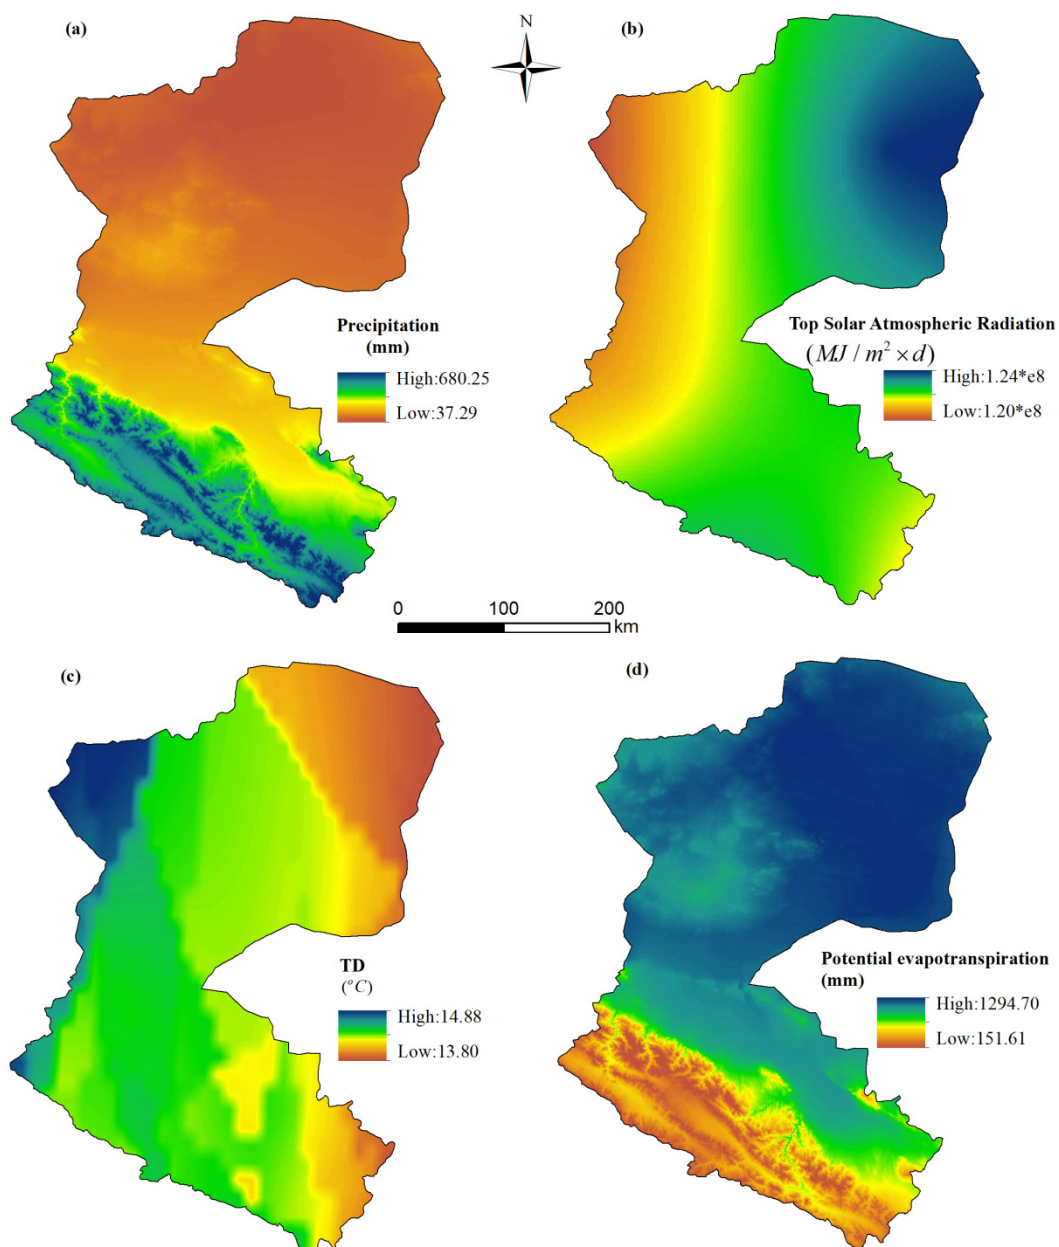 (a)
N
(b)
Precipitation
(mm)
High:680.25
Low:37.29
Top Solar Atmospheric Radiation
(MJ / m² × d)
High:1.24*e8
Low:1.20*e8
0 100 200
km
(c)
(d)
TD
(°C)
High:14.88
Low:13.80
Potential evapotranspiration
(mm)
High:1294.70
Low:151.61